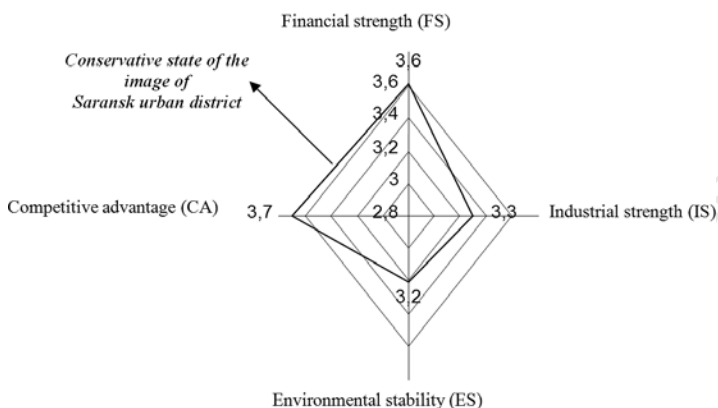 Financial strength (FS)
3,6
Conservative state of the
image of
Saransk urban district
3,6
3,4
3,2
3
Competitive advantage (CA)
3,7
2,8
3,3
Industrial strength (IS)
3,2
Environmental stability (ES)